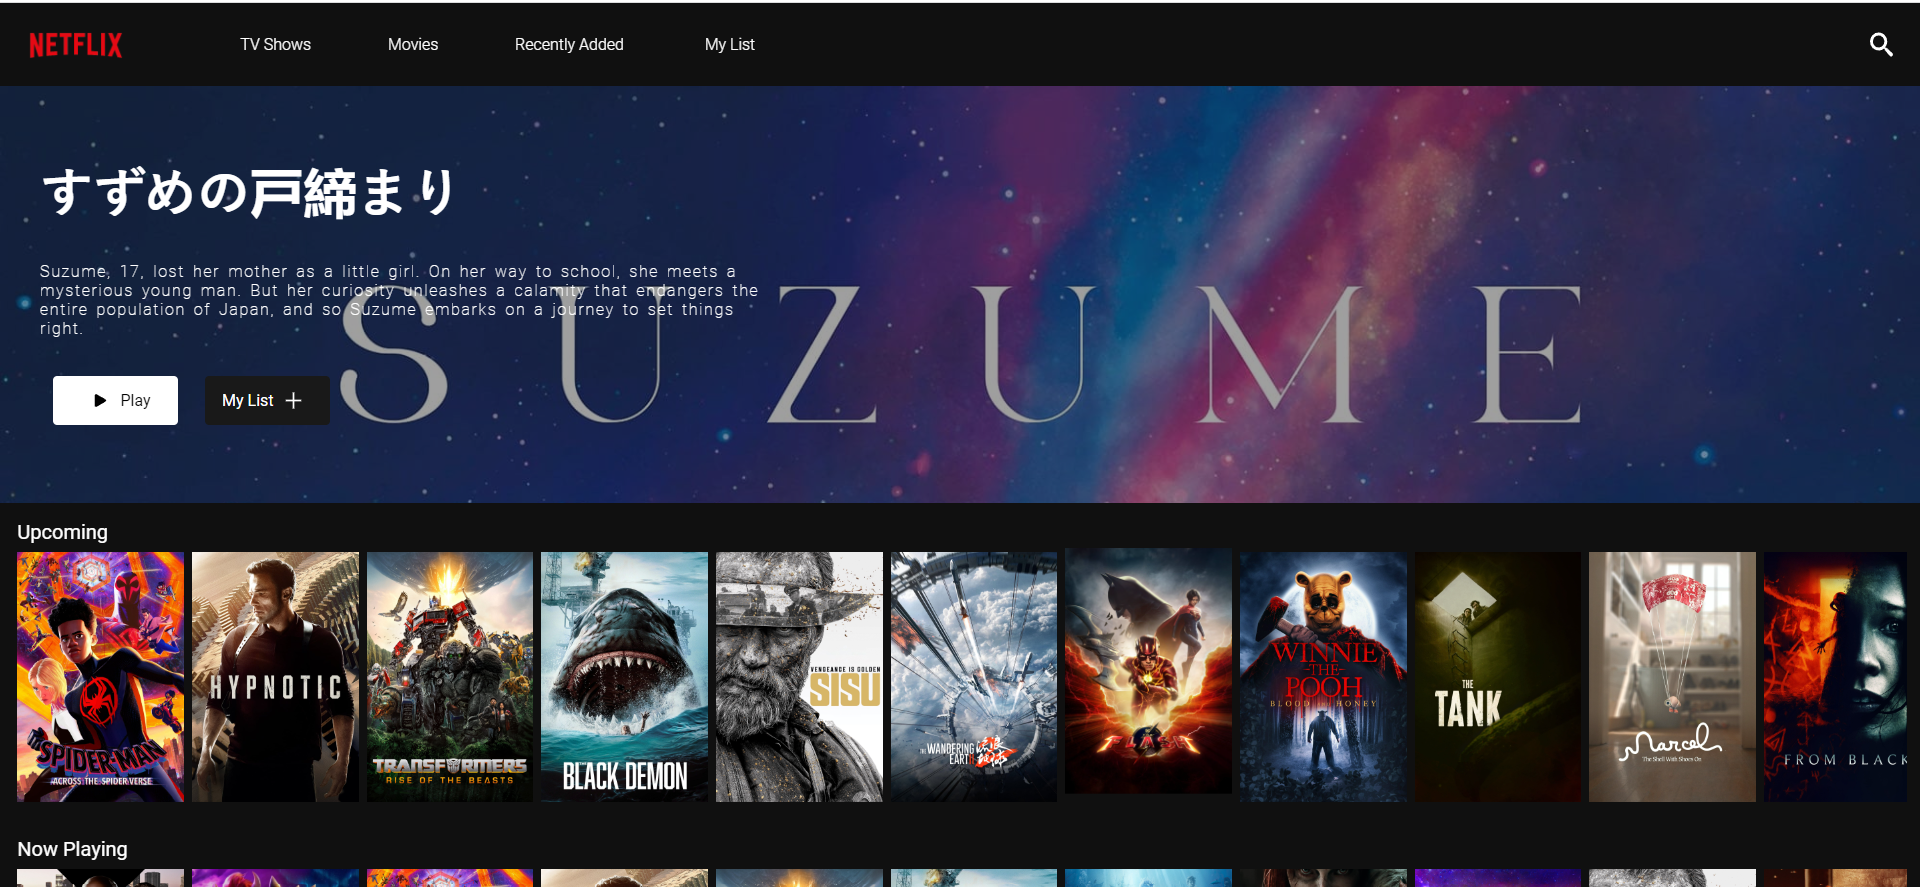 NETFLIX
TV Shows
Movies
Recently Added
My List
すずめの戸締まり
Suzume, 17, lost her mother as a little girl. On her way to school, she meets a
mysterious young man. But her curiosity unleashes a calamity that endangers the
entire population of Japan, and so Suzume embarks on a journey to set things
right.
SUZUME
Play
My List
Upcoming
SPIDER-MAN
ACROSS THE SPIDER-VERSE
HYPNOTIC
TRANSFORMERS
RISE OF THE BEASTS
BLACK DEMON
VENGEANCE IS GOLDEN
SISU
THE WANDERING
EARTH II
流浪
地球
FLASH
WINNIE
-THE-
POOH
BLOOD AND HONEY
THE
TANK
Marcel
The Shell With Shoes On
FROM BLACK
Now Playing